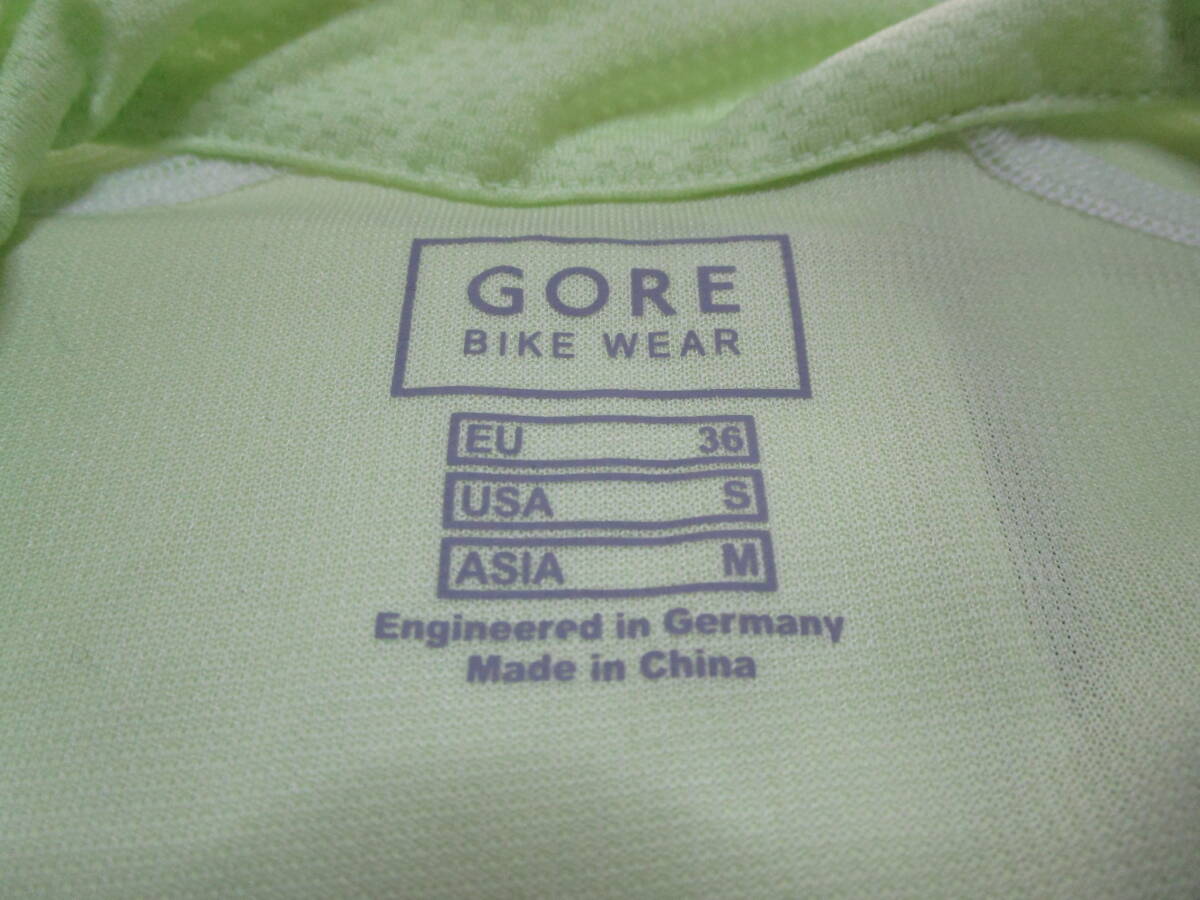 GORE
BIKE WEAR
EU 36
USA S
ASIA M
Engineered in Germany
Made in China